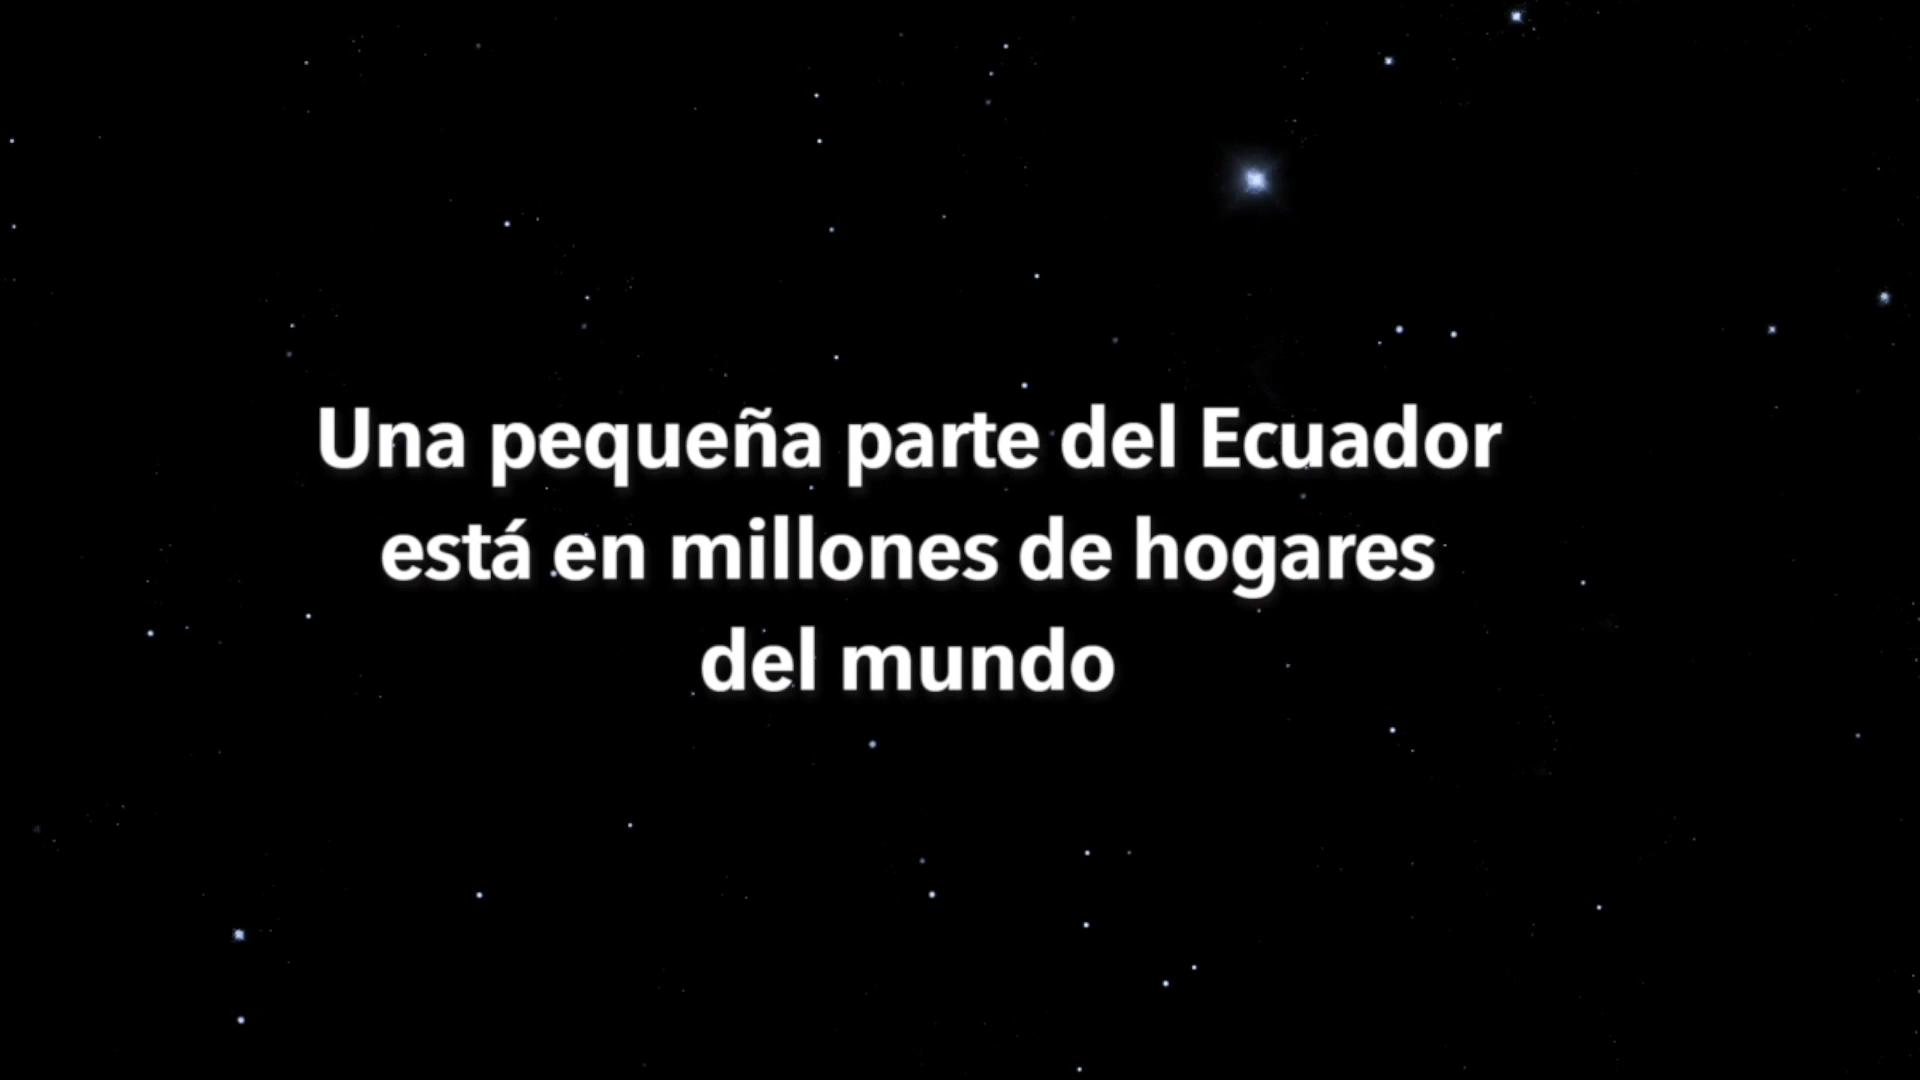 Una pequeña parte del Ecuador
está en millones de hogares
del mundo